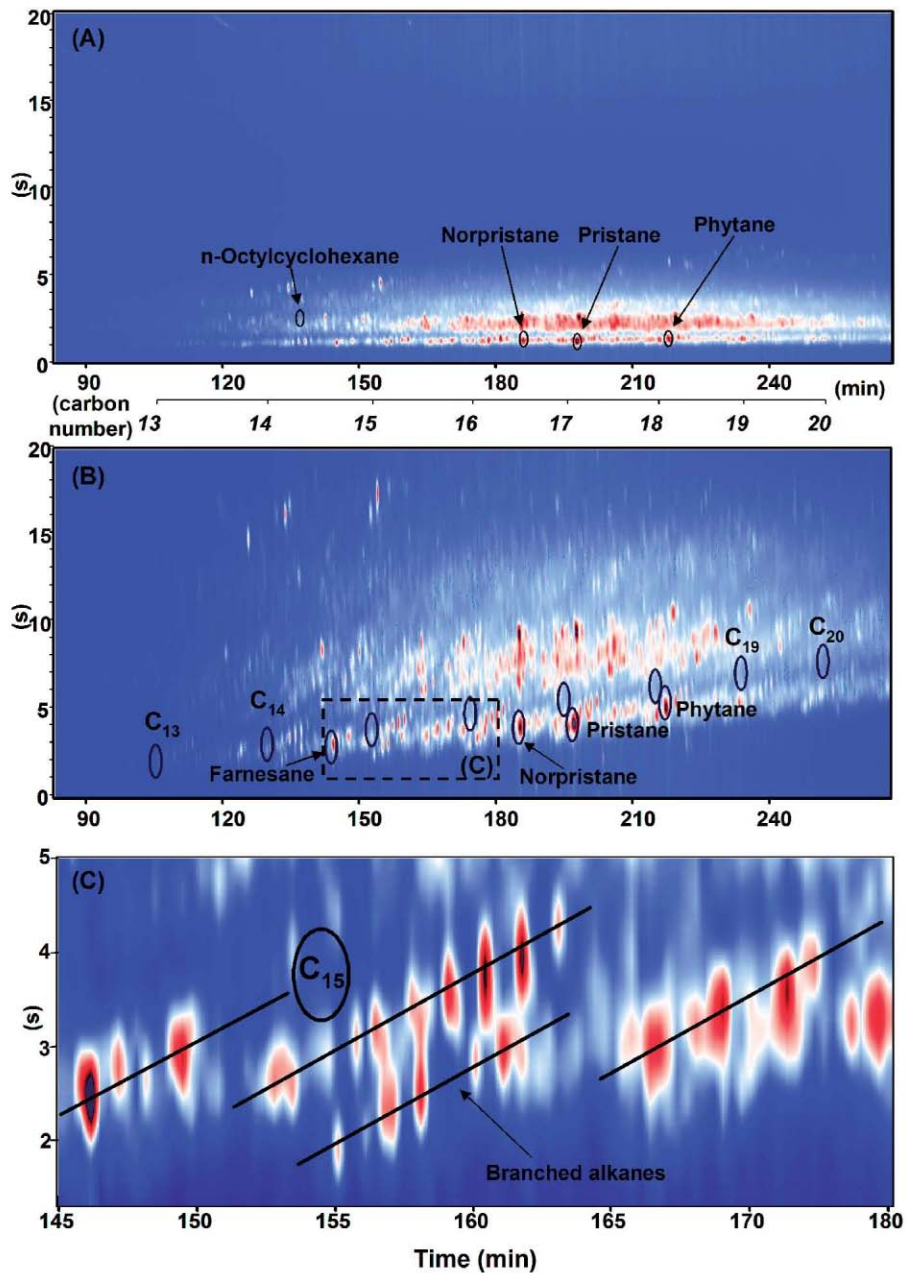 (A)
20
15
10
5
0
(s)
n-Octylcyclohexane
Norpristane
Pristane
Phytane
90 120 150 180 210 240 (min)
(carbon number) 13 14 15 16 17 18 19 20
(B)
20
15
10
5
0
(s)
C13
C14
Farnesane
(C)
Norpristane
Pristane
Phytane
C19
C20
90 120 150 180 210 240
(C)
5
4
3
2
(s)
C15
Branched alkanes
145 150 155 160 165 170 180
Time (min)